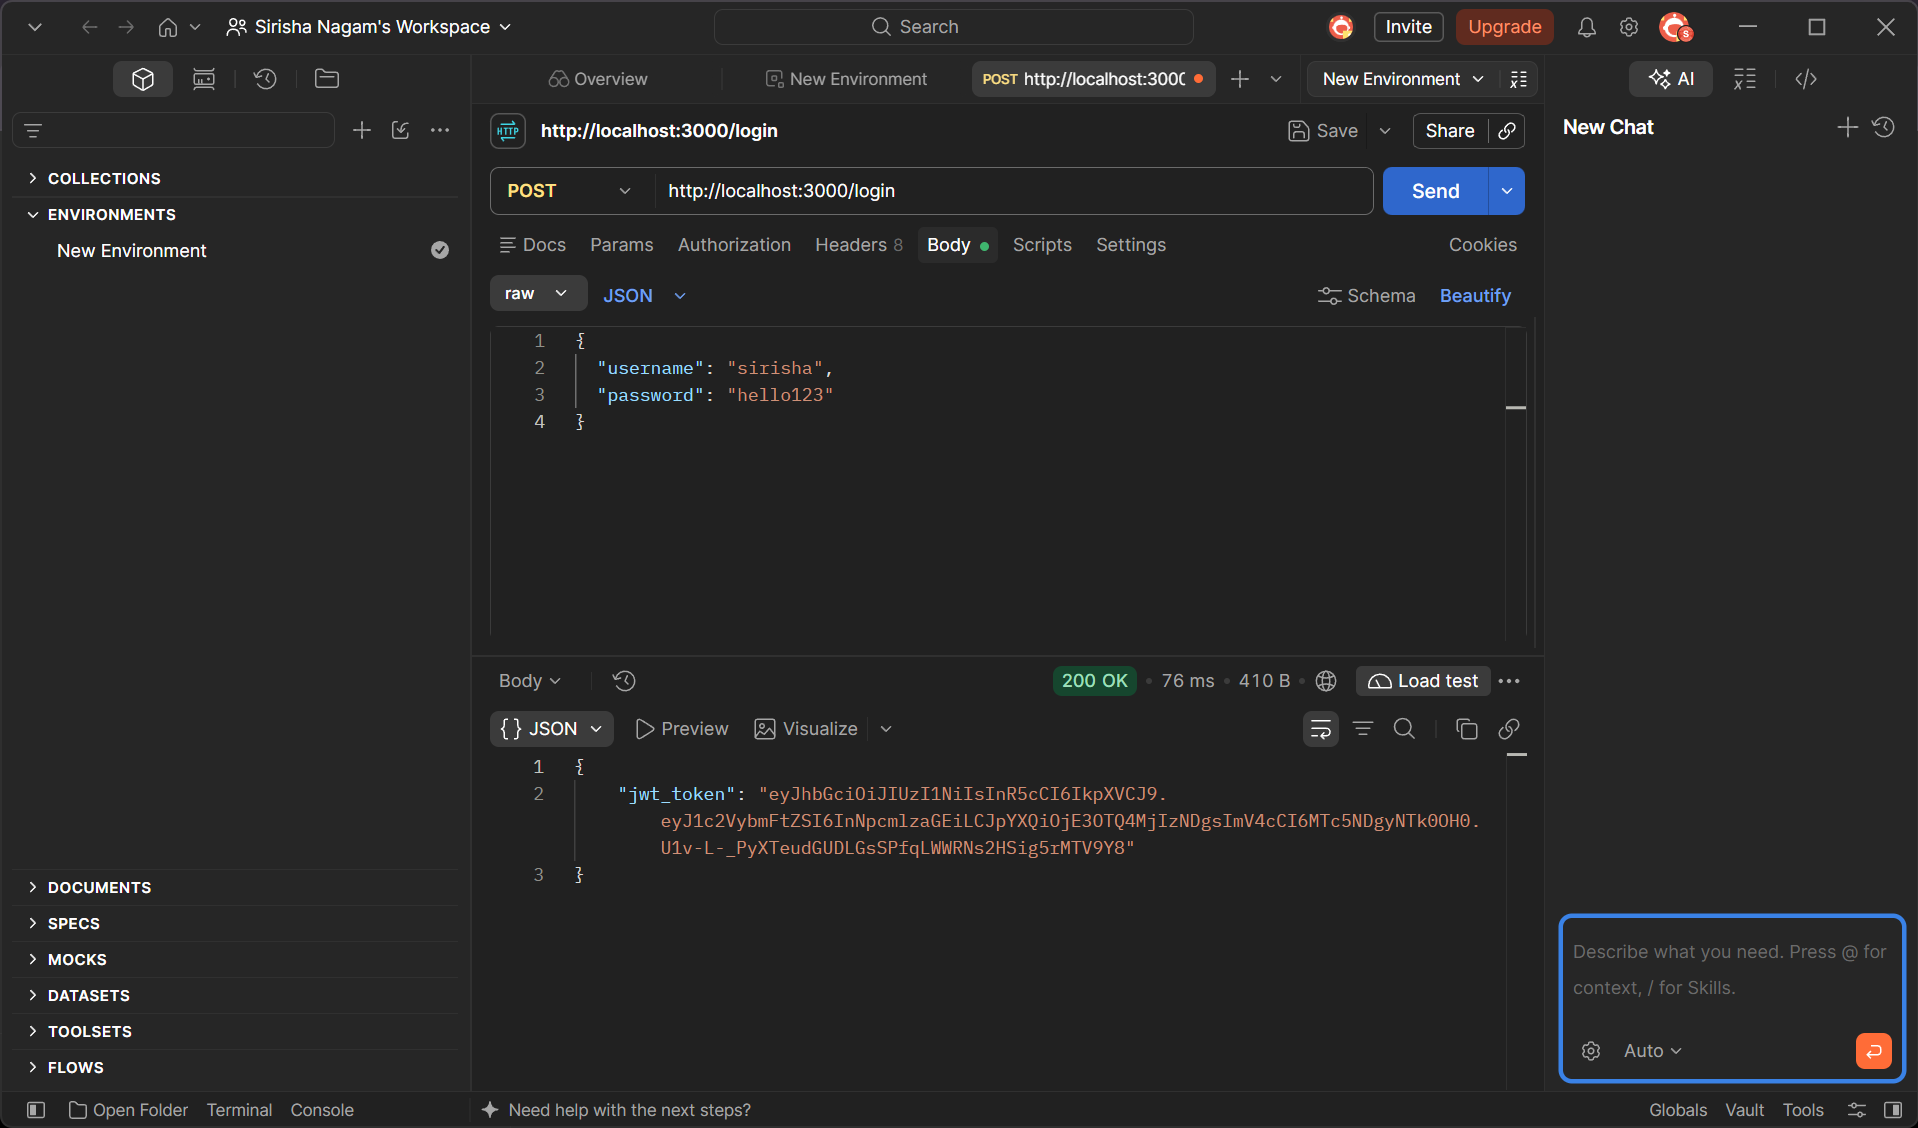 Sirisha Nagam's Workspace
Search
Invite
Upgrade
Overview
New Environment
POST http://localhost:3000
New Environment
AI
http://localhost:3000/login
Save
Share
New Chat
COLLECTIONS
ENVIRONMENTS
New Environment
POST
http://localhost:3000/login
Send
Docs
Params
Authorization
Headers 8
Body
Scripts
Settings
Cookies
raw
JSON
Schema
Beautify
1 {
2 "username": "sirisha",
3 "password": "hello123"
4 }
Body
200 OK
76 ms
410 B
Load test
{} JSON
Preview
Visualize
1 {
2 "jwt_token": "eyJhbGciOiJIUzI1NiIsInR5cCI6IkpXVCJ9.
eyJ1c2VybmFtZSI6InNpcmlzaGEiLCJpYXQiOjE3OTQ4MjIzNDgsImV4cCI6MTc5NDgyNTk0OH0.
U1v-L-_PyXTeudGUDLGsSPfqLWWRNs2HSig5rMTV9Y8"
3 }
DOCUMENTS
SPECS
MOCKS
DATASETS
TOOLSETS
FLOWS
Describe what you need. Press @ for
context, / for Skills.
Auto
Open Folder
Terminal
Console
Need help with the next steps?
Globals
Vault
Tools